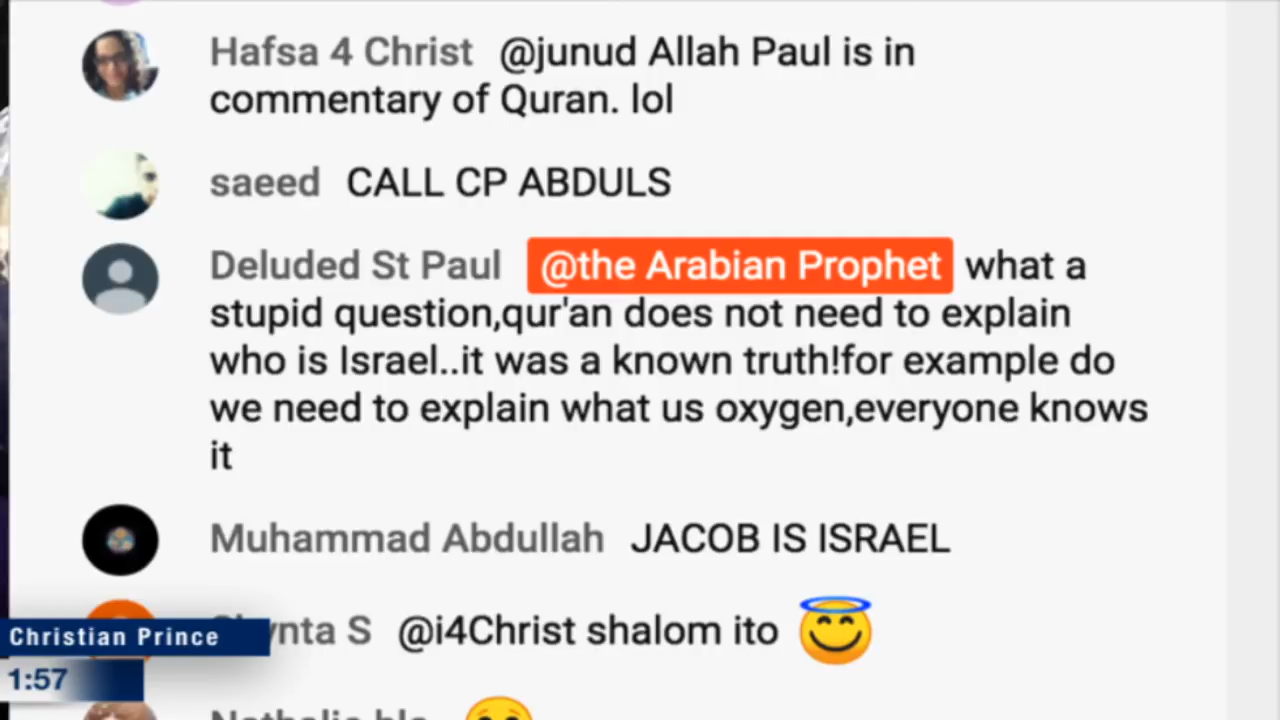 Hafsa 4 Christ @junud Allah Paul is in
commentary of Quran. lol
saeed CALL CP ABDULS
Deluded St Paul @the Arabian Prophet what a
stupid question,qur'an does not need to explain
who is Israel..it was a known truth!for example do
we need to explain what us oxygen,everyone knows
it
Muhammad Abdullah JACOB IS ISRAEL
S @i4Christ shalom ito
Christian Prince
1:57